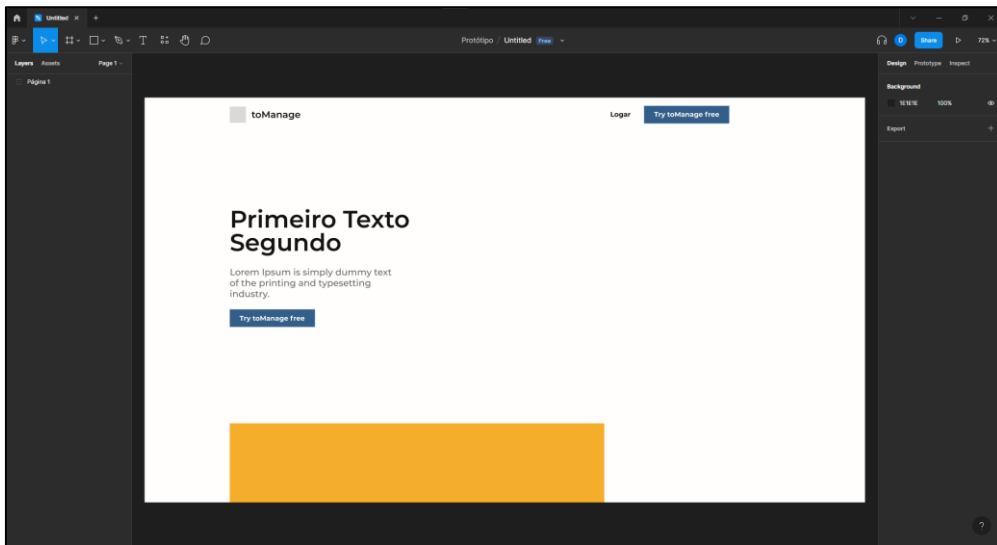 Untitled
Protótipo / Untitled Free
D
Share
72%
Layers Assets Page 1
Página 1
Design Prototype Inspect
Background
1E1E1E 100%
Export
toManage
Logar
Try toManage free
Primeiro Texto
Segundo
Lorem Ipsum is simply dummy text
of the printing and typesetting
industry.
Try toManage free
?